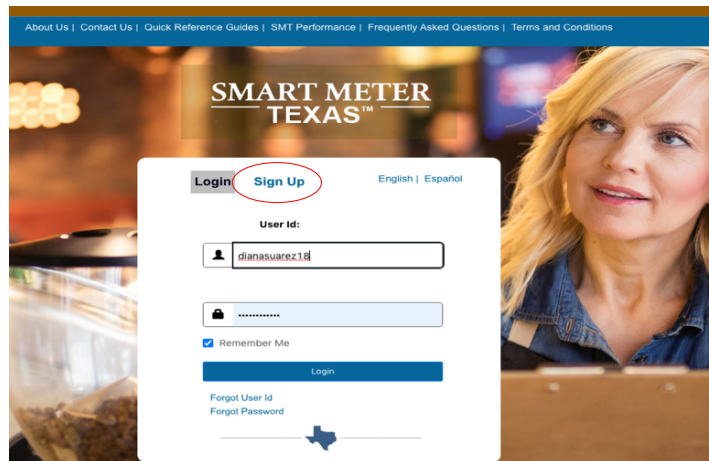 About Us | Contact Us | Quick Reference Guides | SMT Performance | Frequently Asked Questions | Terms and Conditions
SMART METER
TEXAS™
Login Sign Up English | Español
User Id:
dianasuarez18
Remember Me
Login
Forgot User Id
Forgot Password